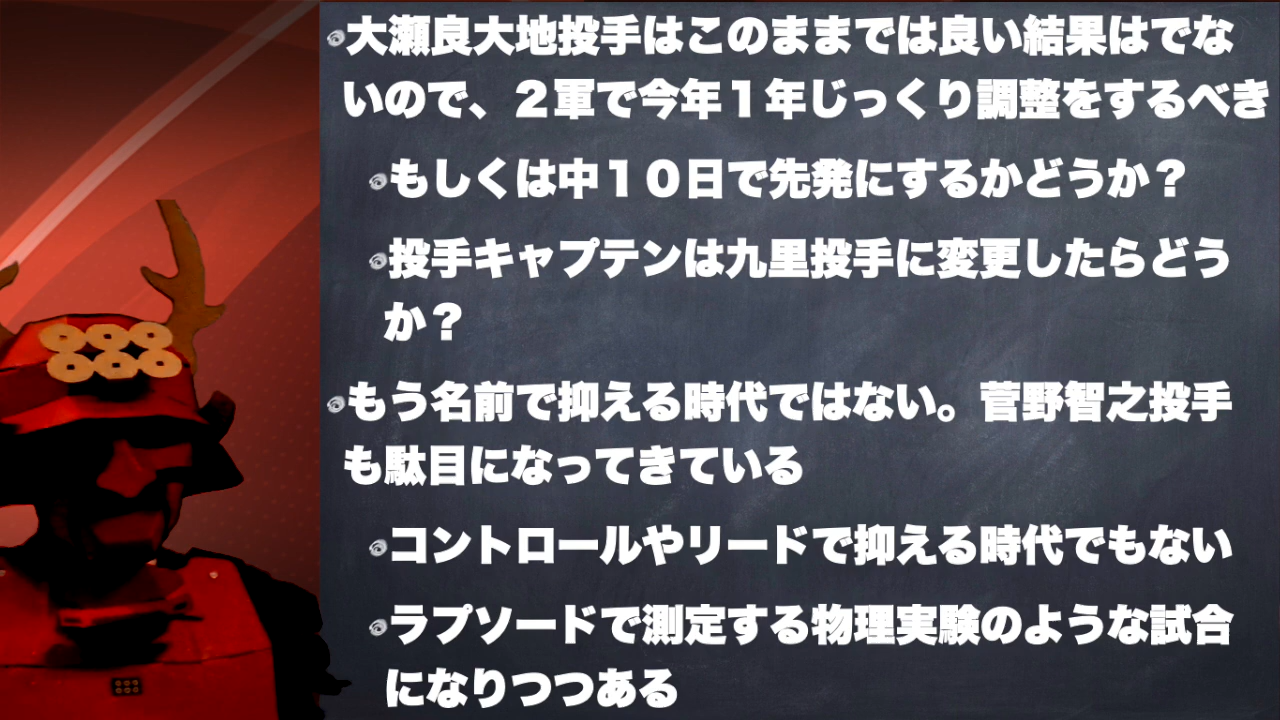 大瀬良大地投手はこのままでは良い結果はでな
いので、２軍で今年１年じっくり調整をするべき
もしくは中１０日で先発にするかどうか？
投手キャプテンは九里投手に変更したらどう
か？
もう名前で抑える時代ではない。菅野智之投手
も駄目になってきている
コントロールやリードで抑える時代でもない
ラプソードで測定する物理実験のような試合
になりつつある